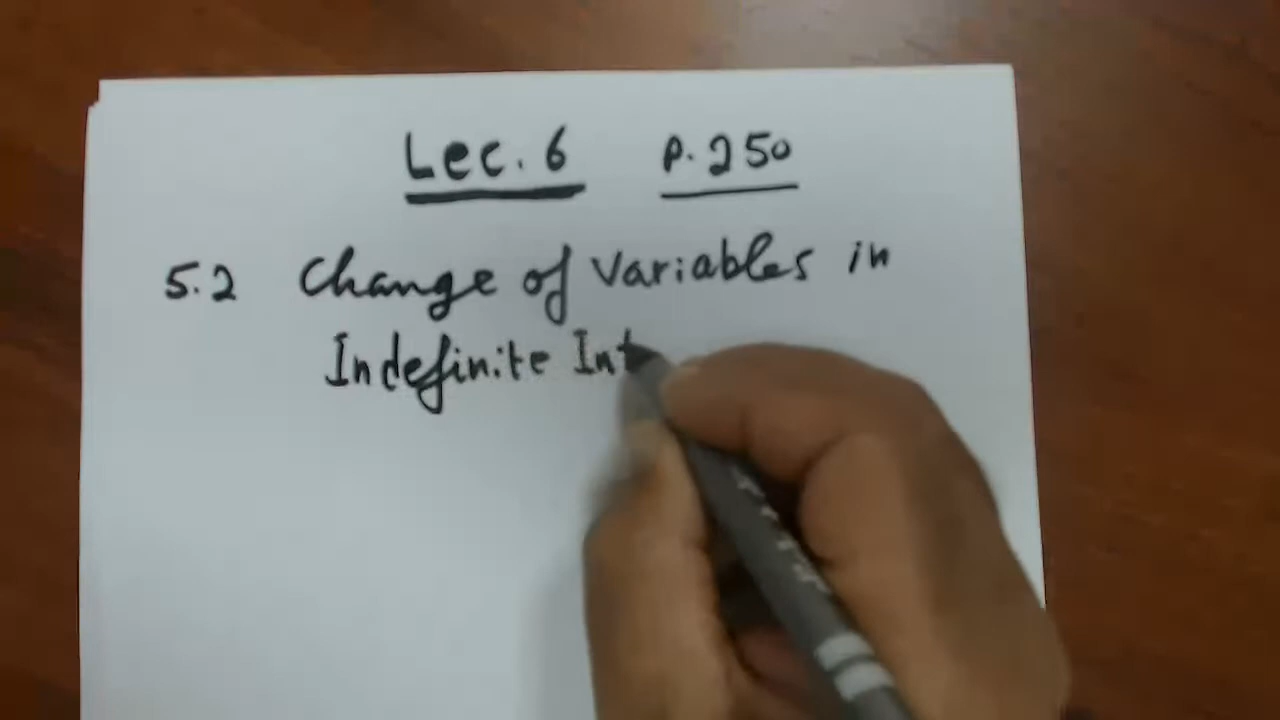 Lec. 6 P. 250
5.2 Change of Variables in
Indefinite Int